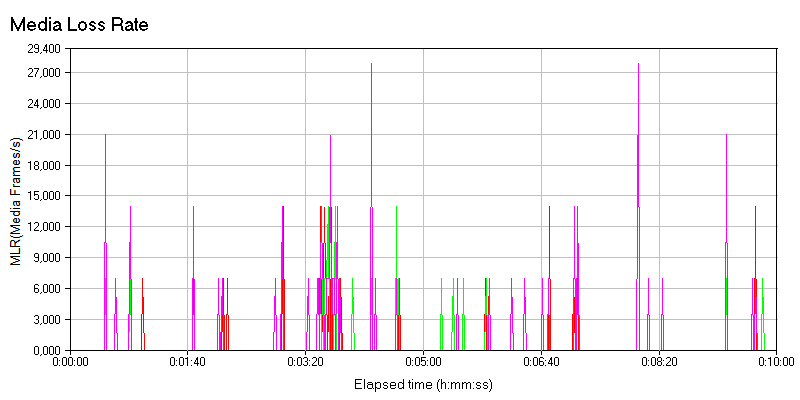 Media Loss Rate
29,400
27,000
24,000
21,000
18,000
15,000
12,000
9,000
6,000
3,000
0,000
MLR(Media Frames/s)
0:00:00 0:01:40 0:03:20 0:05:00 0:06:40 0:08:20 0:10:00
Elapsed time (h:mm:ss)